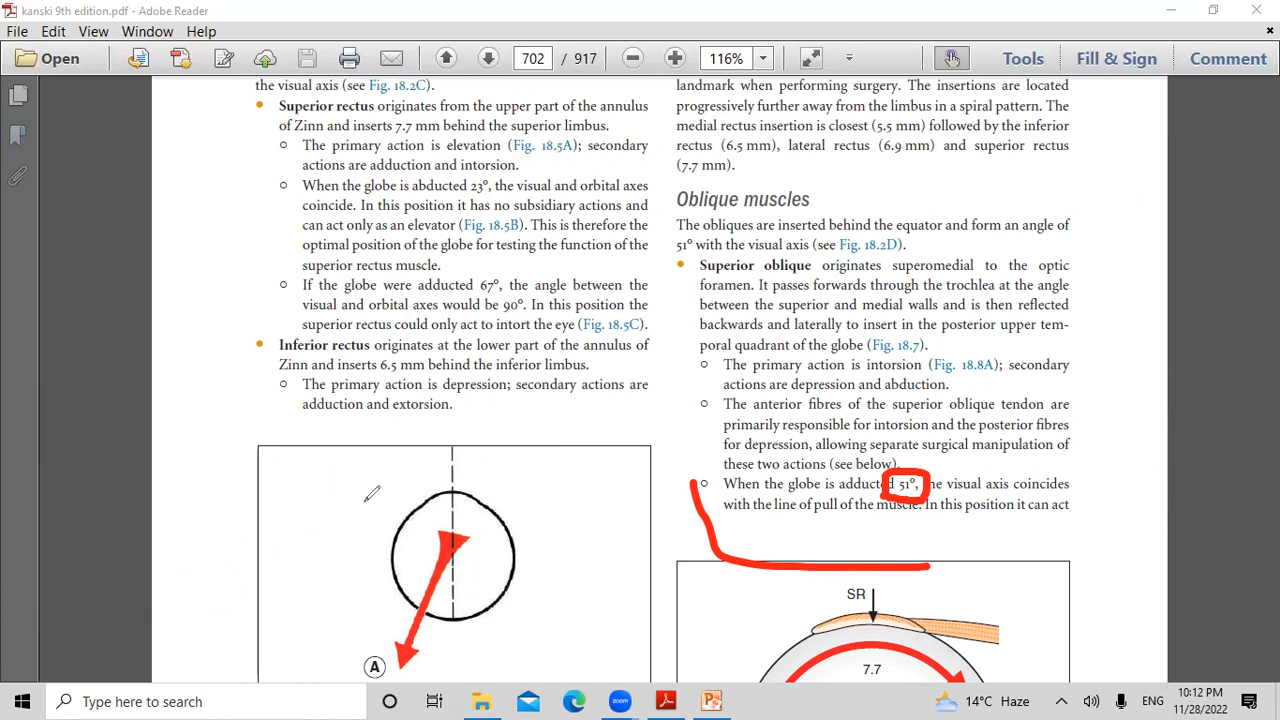 kanski 9th edition.pdf - Adobe Reader
File Edit View Window Help
Open 702 / 917 116% Tools Fill & Sign Comment
the visual axis (see Fig. 18.2C).
Superior rectus originates from the upper part of the annulus
of Zinn and inserts 7.7 mm behind the superior limbus.
The primary action is elevation (Fig. 18.5A); secondary
actions are adduction and intorsion.
When the globe is abducted 23°, the visual and orbital axes
coincide. In this position it has no subsidiary actions and
can act only as an elevator (Fig. 18.5B). This is therefore the
optimal position of the globe for testing the function of the
superior rectus muscle.
If the globe were adducted 67°, the angle between the
visual and orbital axes would be 90°. In this position the
superior rectus could only act to intort the eye (Fig. 18.5C).
Inferior rectus originates at the lower part of the annulus of
Zinn and inserts 6.5 mm behind the inferior limbus.
The primary action is depression; secondary actions are
adduction and extorsion.
A
landmark when performing surgery. The insertions are located
progressively further away from the limbus in a spiral pattern. The
medial rectus insertion is closest (5.5 mm) followed by the inferior
rectus (6.5 mm), lateral rectus (6.9 mm) and superior rectus
(7.7 mm).
Oblique muscles
The obliques are inserted behind the equator and form an angle of
51° with the visual axis (see Fig. 18.2D).
Superior oblique originates superomedial to the optic
foramen. It passes forwards through the trochlea at the angle
between the superior and medial walls and is then reflected
backwards and laterally to insert in the posterior upper tem-
poral quadrant of the globe (Fig. 18.7).
The primary action is intorsion (Fig. 18.8A); secondary
actions are depression and abduction.
The anterior fibres of the superior oblique tendon are
primarily responsible for intorsion and the posterior fibres
for depression, allowing separate surgical manipulation of
these two actions (see below).
When the globe is adducted 51°, the visual axis coincides
with the line of pull of the muscle. In this position it can act
SR
7.7
Type here to search zoom 14°C Haze ENG 10:12 PM
11/28/2022